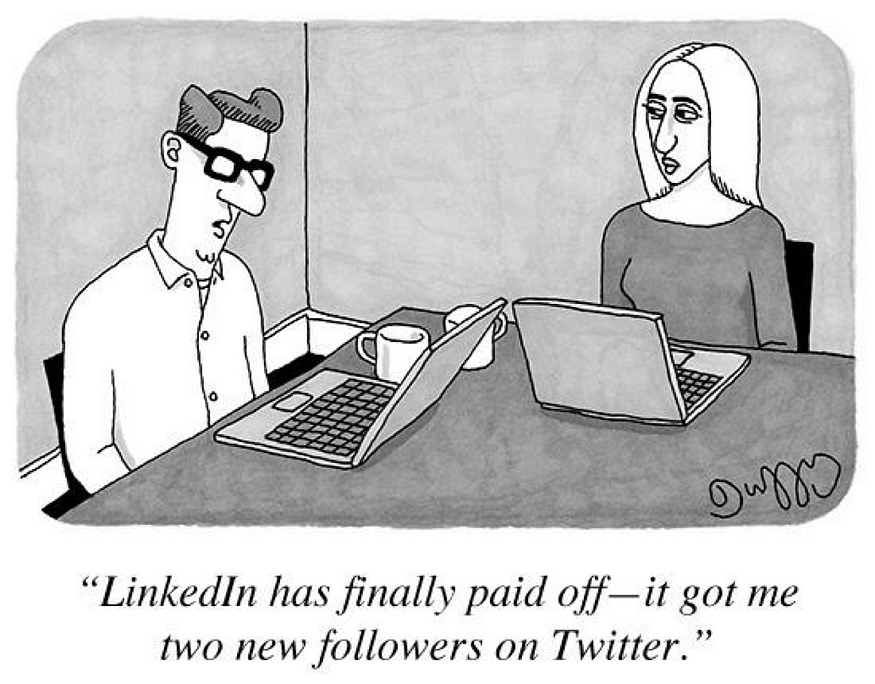 Duffy
“LinkedIn has finally paid off—it got me
two new followers on Twitter.”